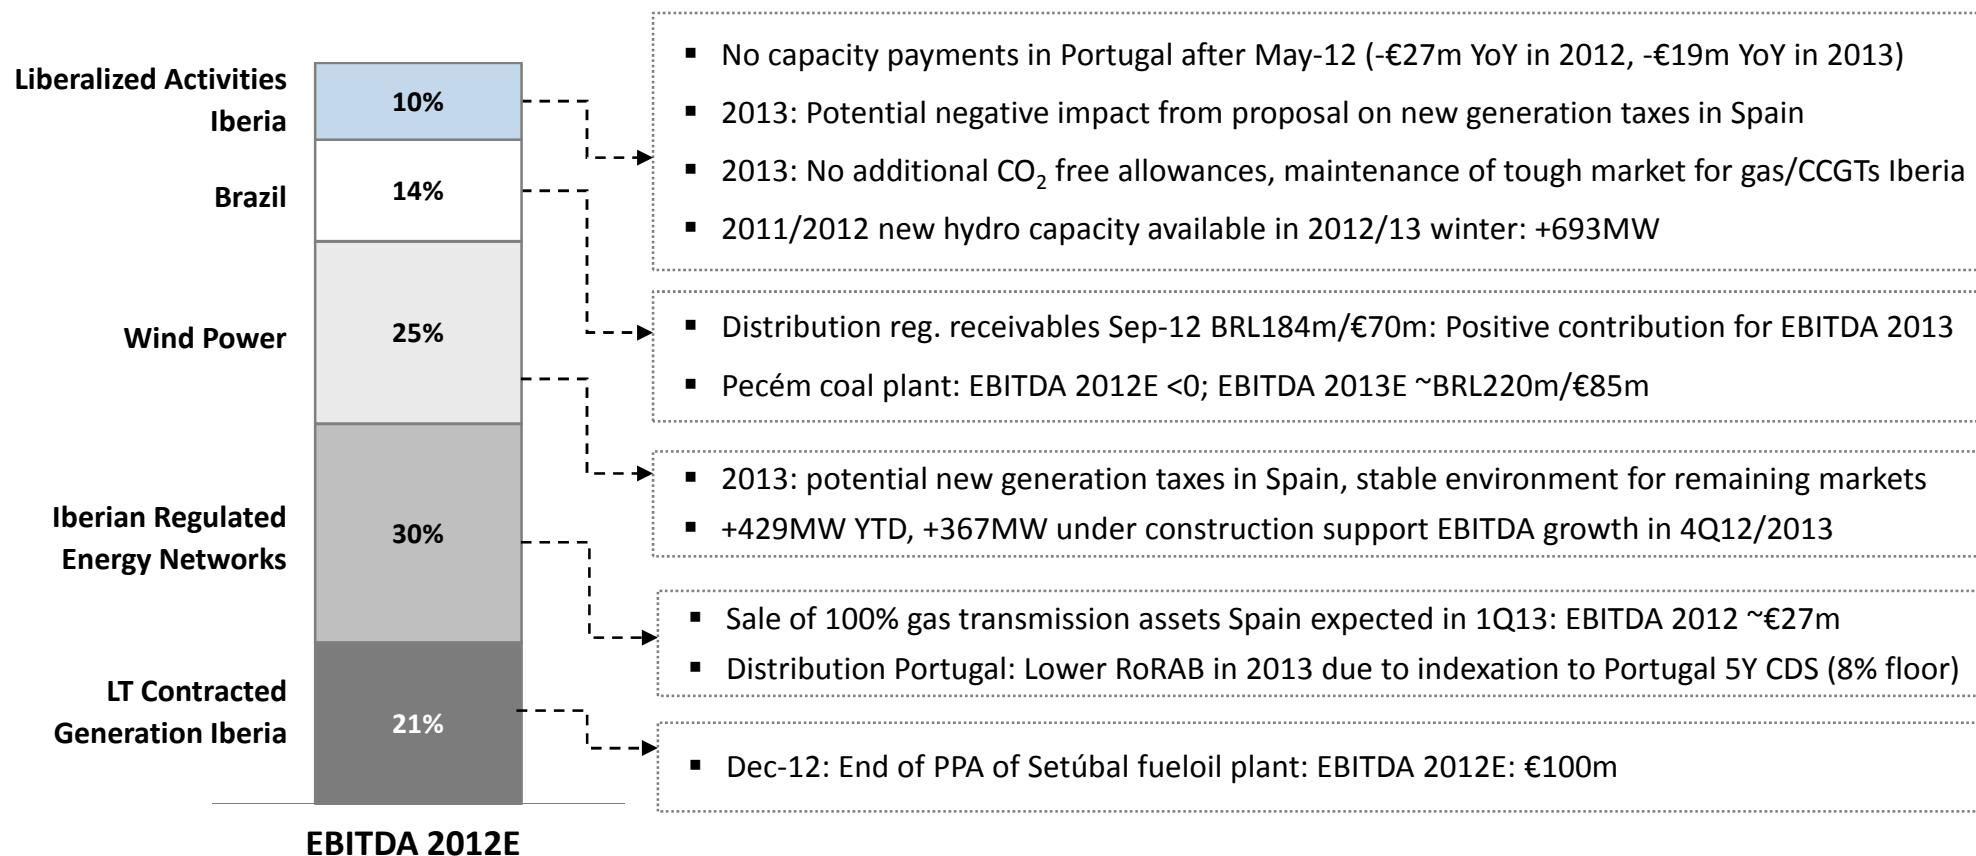 Liberalized Activities
Iberia
10%
▪ No capacity payments in Portugal after May-12 (-€27m YoY in 2012, -€19m YoY in 2013)
▪ 2013: Potential negative impact from proposal on new generation taxes in Spain
▪ 2013: No additional CO₂ free allowances, maintenance of tough market for gas/CCGTs Iberia
▪ 2011/2012 new hydro capacity available in 2012/13 winter: +693MW
Brazil
14%
▪ Distribution reg. receivables Sep-12 BRL184m/€70m: Positive contribution for EBITDA 2013
▪ Pecém coal plant: EBITDA 2012E <0; EBITDA 2013E ~BRL220m/€85m
Wind Power
25%
▪ 2013: potential new generation taxes in Spain, stable environment for remaining markets
▪ +429MW YTD, +367MW under construction support EBITDA growth in 4Q12/2013
Iberian Regulated
Energy Networks
30%
▪ Sale of 100% gas transmission assets Spain expected in 1Q13: EBITDA 2012 ~€27m
▪ Distribution Portugal: Lower RoRAB in 2013 due to indexation to Portugal 5Y CDS (8% floor)
LT Contracted
Generation Iberia
21%
▪ Dec-12: End of PPA of Setúbal fueloil plant: EBITDA 2012E: €100m
EBITDA 2012E